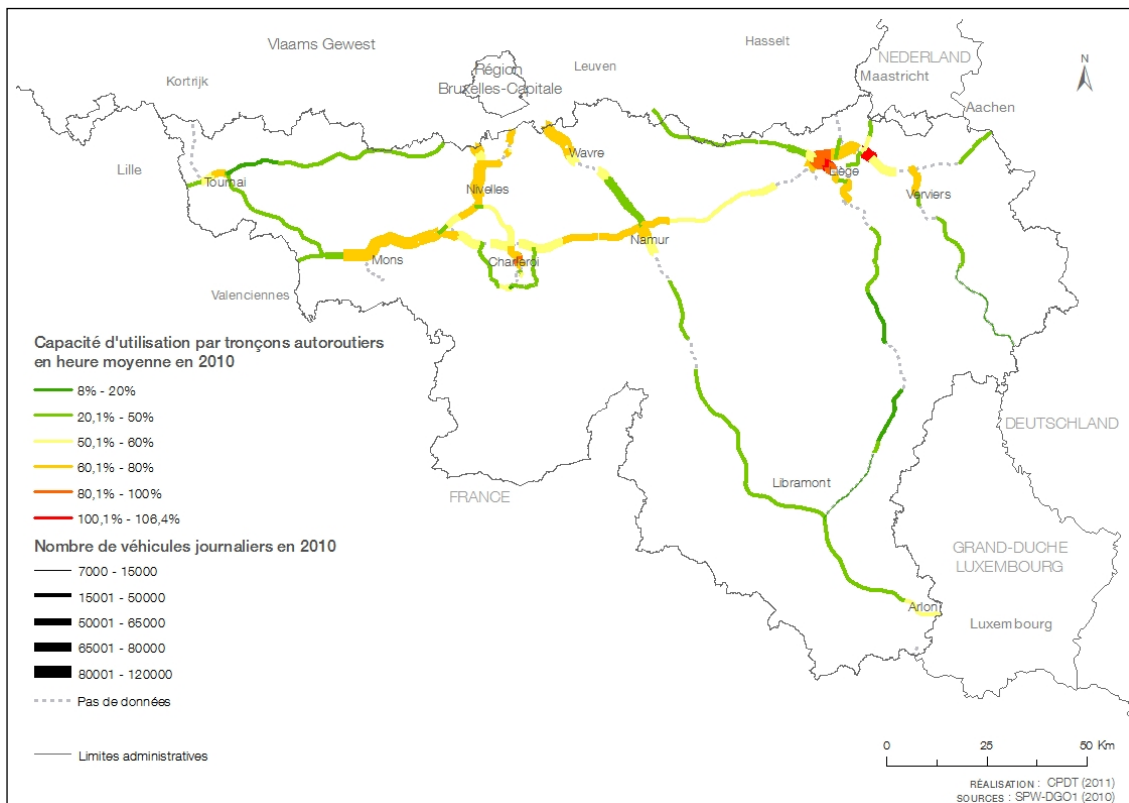 Vlaams Gewest
Hasselt
NEDERLAND
Maastricht
N
Kortrijk
Région
Bruxelles-Capitale
Leuven
Aachen
Lille
Tournai
Wavre
Liège
Nivelles
Verviers
Namur
Mons
Charleroi
Valenciennes
Capacité d'utilisation par tronçons autoroutiers
en heure moyenne en 2010
8% - 20%
20,1% - 50%
50,1% - 60%
60,1% - 80%
80,1% - 100%
100,1% - 106,4%
Nombre de véhicules journaliers en 2010
7000 - 15000
15001 - 50000
50001 - 65000
65001 - 80000
80001 - 120000
Pas de données
Limites administratives
DEUTSCHLAND
Libramont
FRANCE
GRAND-DUCHE
LUXEMBOURG
Arlon
Luxembourg
0 25 50 Km
RÉALISATION : CPDT (2011)
SOURCES : SPW-DGO1 (2010)